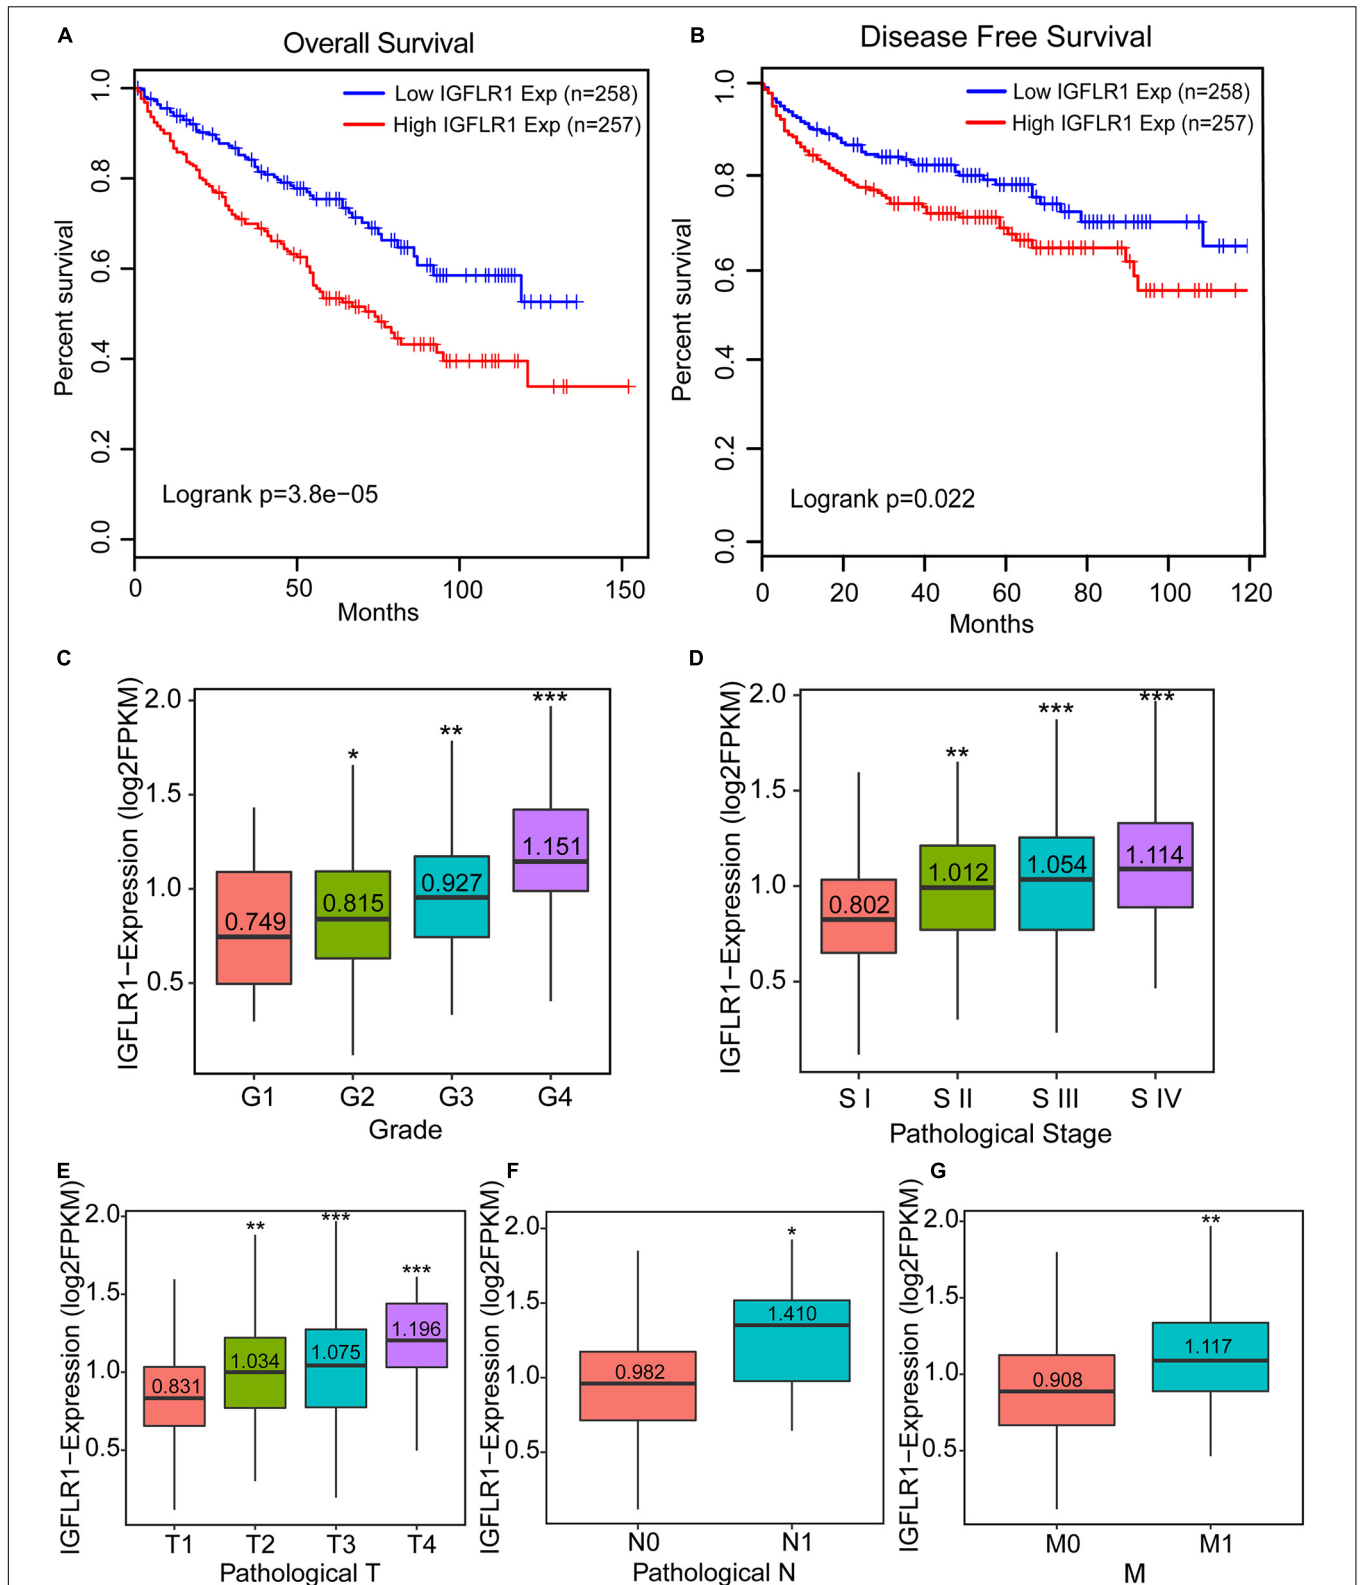 A
Overall Survival
Low IGFLR1 Exp (n=258)
High IGFLR1 Exp (n=257)
Percent survival
1.0
0.8
0.6
0.4
0.2
0.0
Logrank p=3.8e−05
0 50 100 150
Months
B
Disease Free Survival
Low IGFLR1 Exp (n=258)
High IGFLR1 Exp (n=257)
Percent survival
1.0
0.8
0.6
0.4
0.2
0.0
Logrank p=0.022
0 20 40 60 80 100 120
Months
C
IGFLR1−Expression (log2FPKM)
2.0
1.5
1.0
0.5
* ** ***
0.749 0.815 0.927 1.151
G1 G2 G3 G4
Grade
D
IGFLR1−Expression (log2FPKM)
2.0
1.5
1.0
0.5
** *** ***
0.802 1.012 1.054 1.114
S I S II S III S IV
Pathological Stage
E
IGFLR1−Expression (log2FPKM)
2.0
1.5
1.0
0.5
** *** ***
0.831 1.034 1.075 1.196
T1 T2 T3 T4
Pathological T
F
IGFLR1−Expression (log2FPKM)
2.0
1.5
1.0
0.5
*
0.982 1.410
N0 N1
Pathological N
G
IGFLR1−Expression (log2FPKM)
2.0
1.5
1.0
0.5
**
0.908 1.117
M0 M1
M